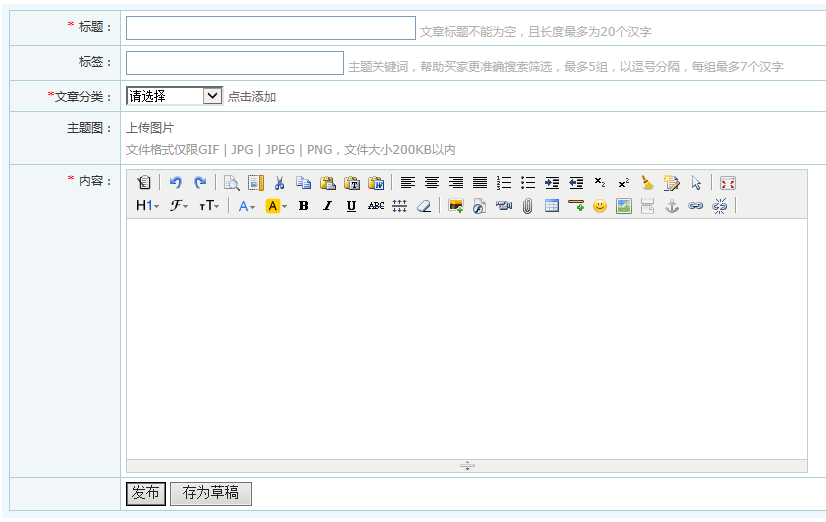 * 标题： 文章标题不能为空，且长度最多为20个汉字
标签： 主题关键词，帮助买家更准确搜索筛选，最多5组，以逗号分隔，每组最多7个汉字
*文章分类： 请选择 点击添加
主题图： 上传图片
文件格式仅限GIF | JPG | JPEG | PNG，文件大小200KB以内
* 内容：
H1 F тT A A B I U ABC
发布 存为草稿